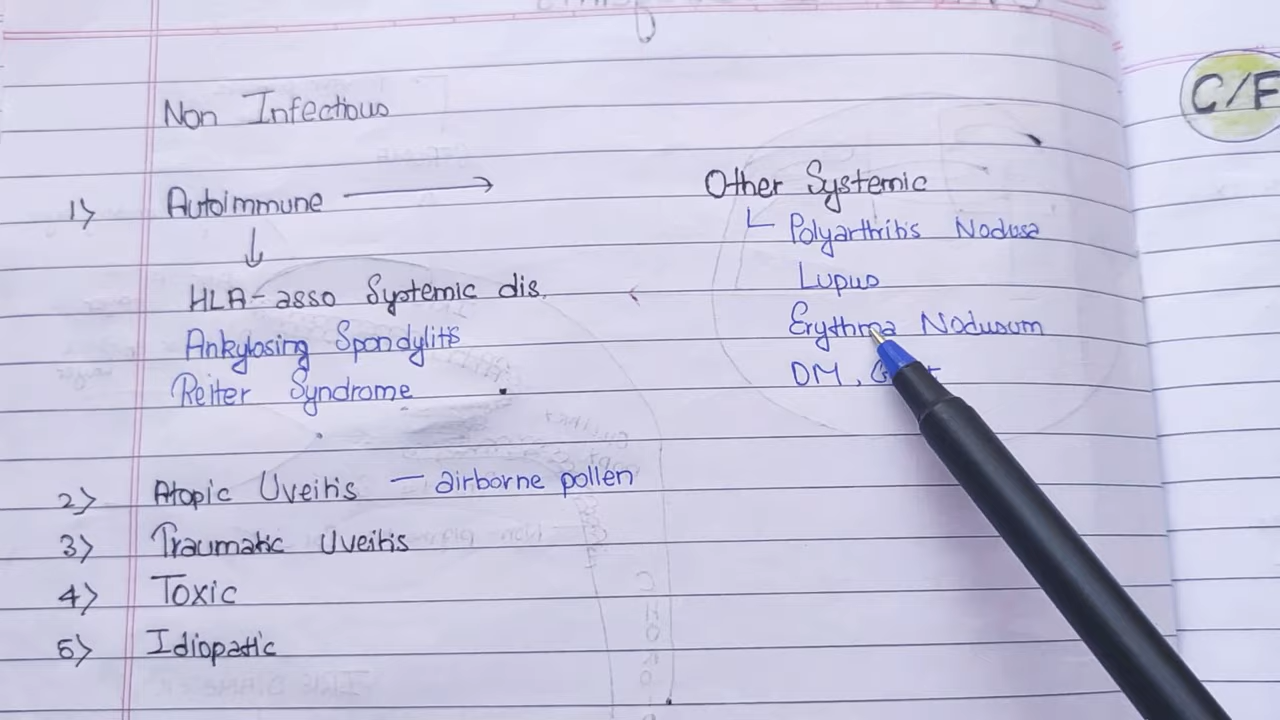 Non Infectious
C/F
1) Autoimmune → Other Systemic
└ Polyarthritis Nodusa
Lupus
HLA-asso Systemic dis.
Ankylosing Spondylitis
Erythma Nodusum
Reiter Syndrome
DM,
2) Atopic Uveitis — airborne pollen
3) Traumatic Uveitis
4) Toxic
5) Idiopatic